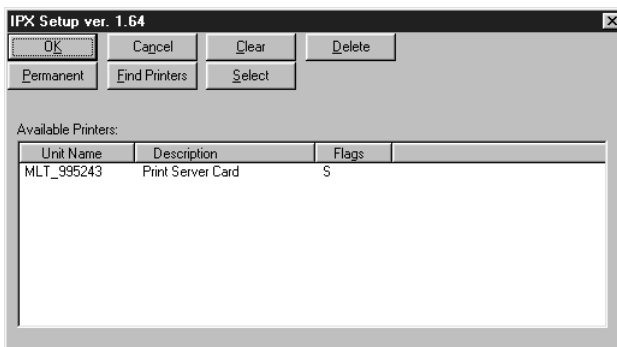 IPX Setup ver. 1.64
OK Cancel Clear Delete
Permanent Find Printers Select
Available Printers:
Unit Name Description Flags
MLT_995243 Print Server Card S